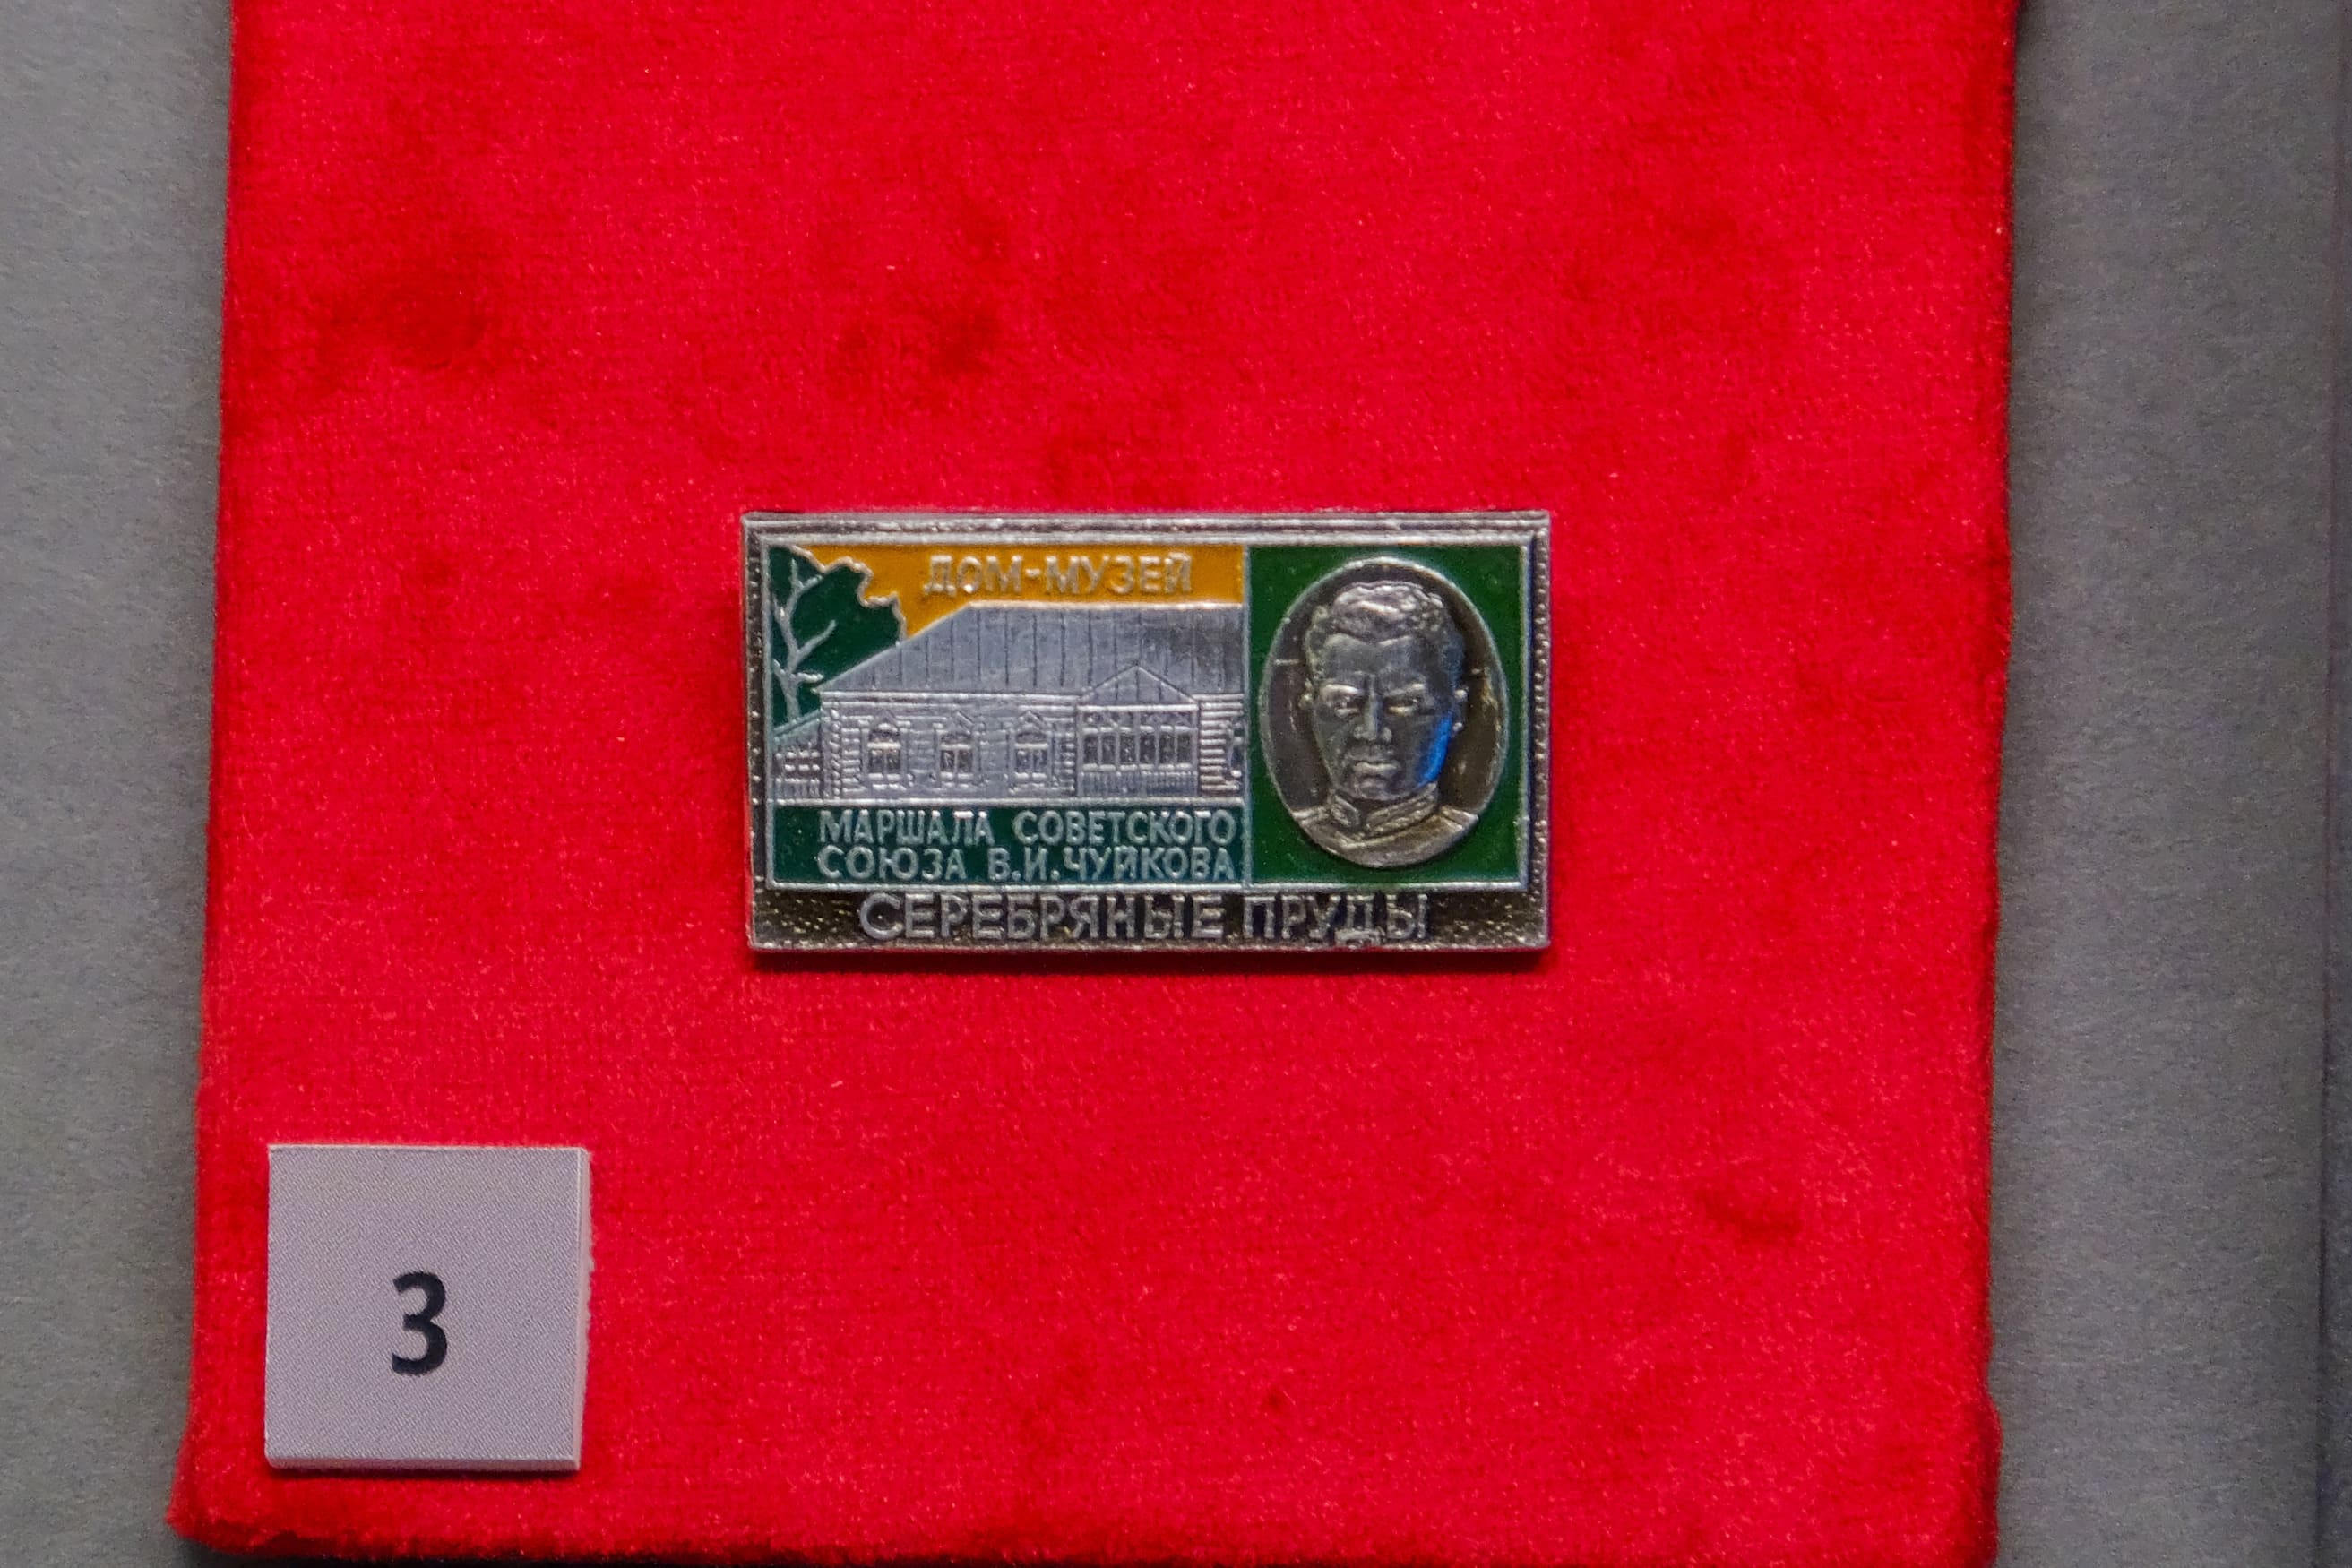 ДОМ-МУЗЕЙ
МАРШАЛА СОВЕТСКОГО
СОЮЗА В.И.ЧУЙКОВА
СЕРЕБРЯНЫЕ ПРУДЫ
3